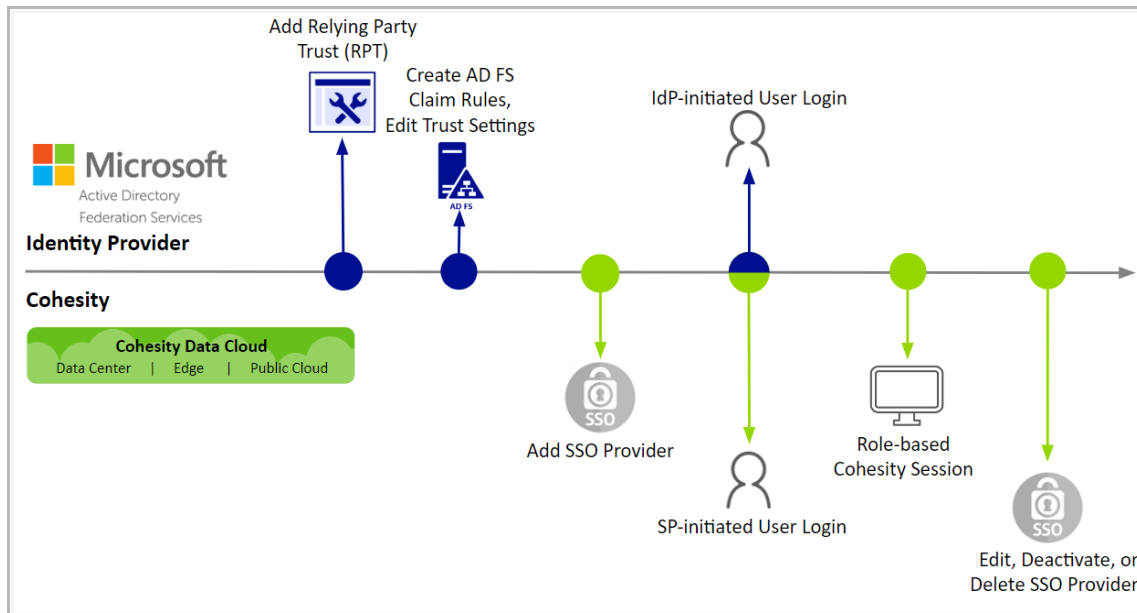 Add Relying Party
Trust (RPT)
Create AD FS
Claim Rules,
Edit Trust Settings
IdP-initiated User Login
Microsoft
Active Directory
Federation Services
AD FS
Identity Provider
Cohesity
Cohesity Data Cloud
Data Center | Edge | Public Cloud
SSO
Add SSO Provider
Role-based
Cohesity Session
SP-initiated User Login
SSO
Edit, Deactivate, or
Delete SSO Provider